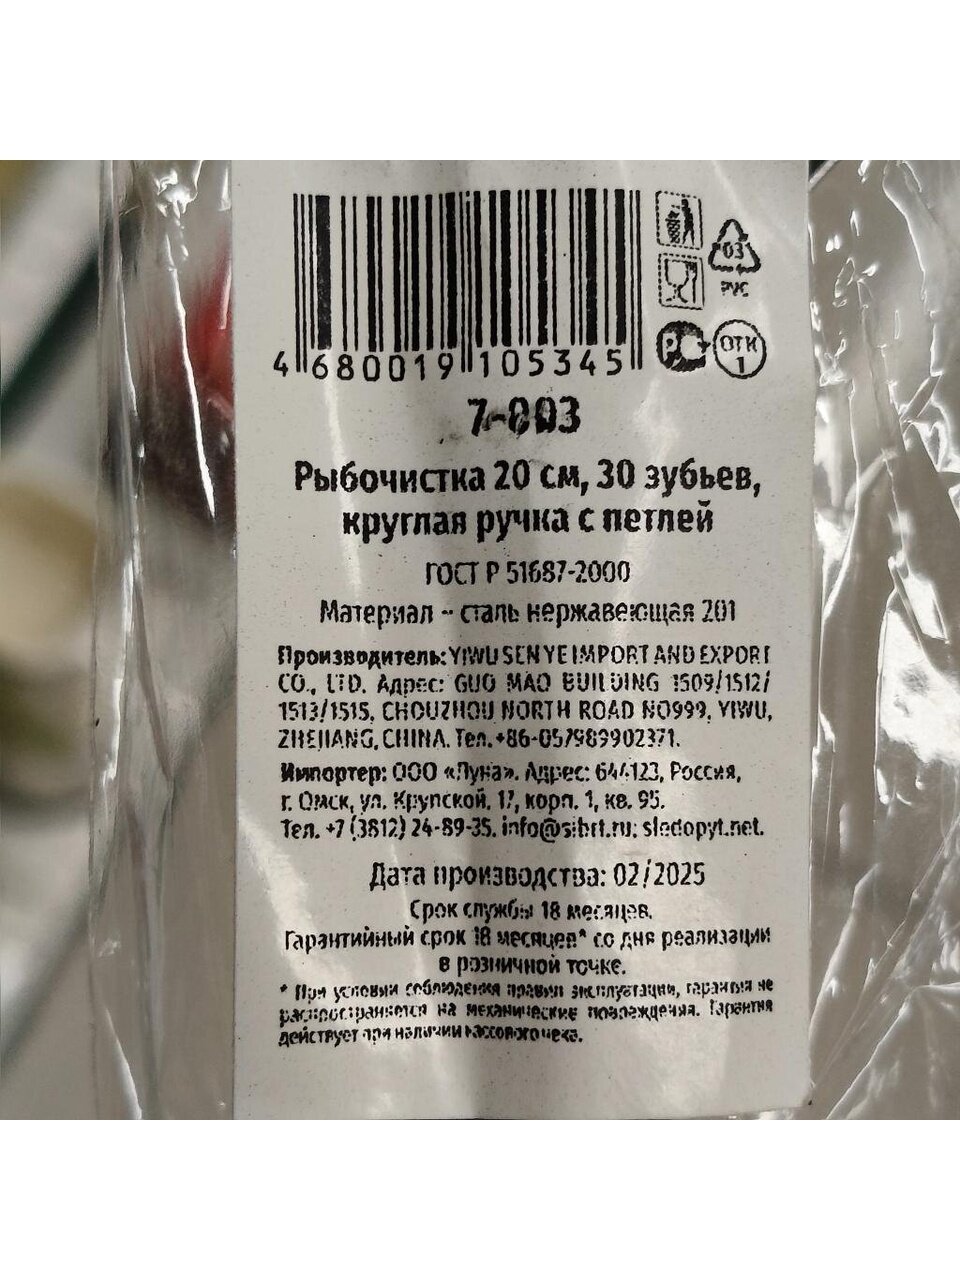 03
PVC
РС
ОТК
1
4 680019 105345
7-003
Рыбочистка 20 см, 30 зубьев,
круглая ручка с петлей
ГОСТ Р 51687-2000
Материал - сталь нержавеющая 201
Производитель: YIWU SENYE IMPORT AND EXPORT
CO., LTD. Адрес: GUO MAO BUILDING 1509/1512/
1513/1515, CHOUZHOU NORTH ROAD NO999, YIWU,
ZHEJIANG, CHINA. Тел.+86-057989902371.
Импортер: ООО «Луна». Адрес: 644123, Россия,
г. Омск, ул. Крупской, 17, корп. 1, кв. 95.
Тел. +7 (3812) 24-89-35. info@sibrt.ru; sledopyt.net.
Дата производства: 02/2025
Срок службы 18 месяцев.
Гарантийный срок 18 месяцев* со дня реализации
в розничной точке.
* При условии соблюдения правил эксплуатации, гарантия не
распространяется на механические повреждения. Гарантия
действует при наличии кассового чека.